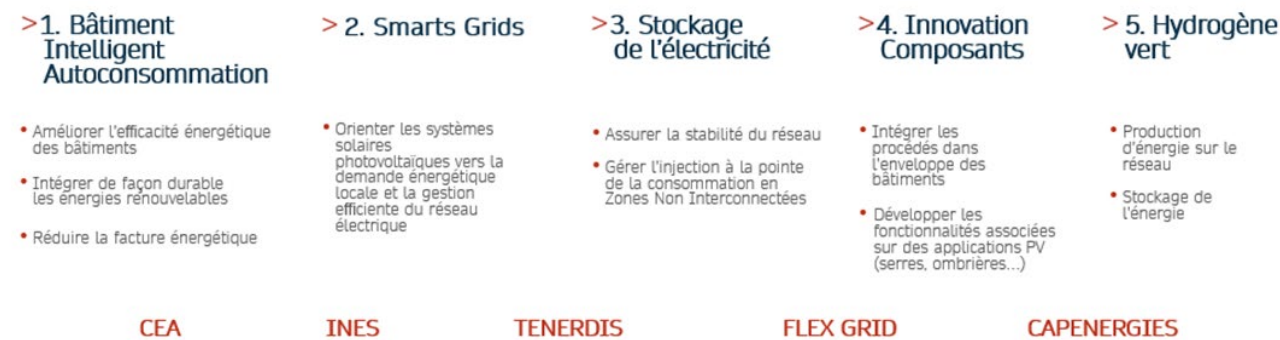 >1. Bâtiment
Intelligent
Autoconsommation
• Améliorer l'efficacité énergétique
des bâtiments
• Intégrer de façon durable
les énergies renouvelables
• Réduire la facture énergétique
> 2. Smarts Grids
• Orienter les systèmes
solaires
photovoltaïques vers la
demande énergétique
locale et la gestion
efficiente du réseau
électrique
>3. Stockage
de l'électricité
• Assurer la stabilité du réseau
• Gérer l'injection à la pointe
de la consommation en
Zones Non Interconnectées
>4. Innovation
Composants
• Intégrer les
procédés dans
l'enveloppe des
bâtiments
• Développer les
fonctionnalités associées
sur des applications PV
(serres, ombrières...)
> 5. Hydrogène
vert
• Production
d'énergie sur le
réseau
• Stockage de
l'énergie
CEA INES TENERDIS FLEX GRID CAPENERGIES